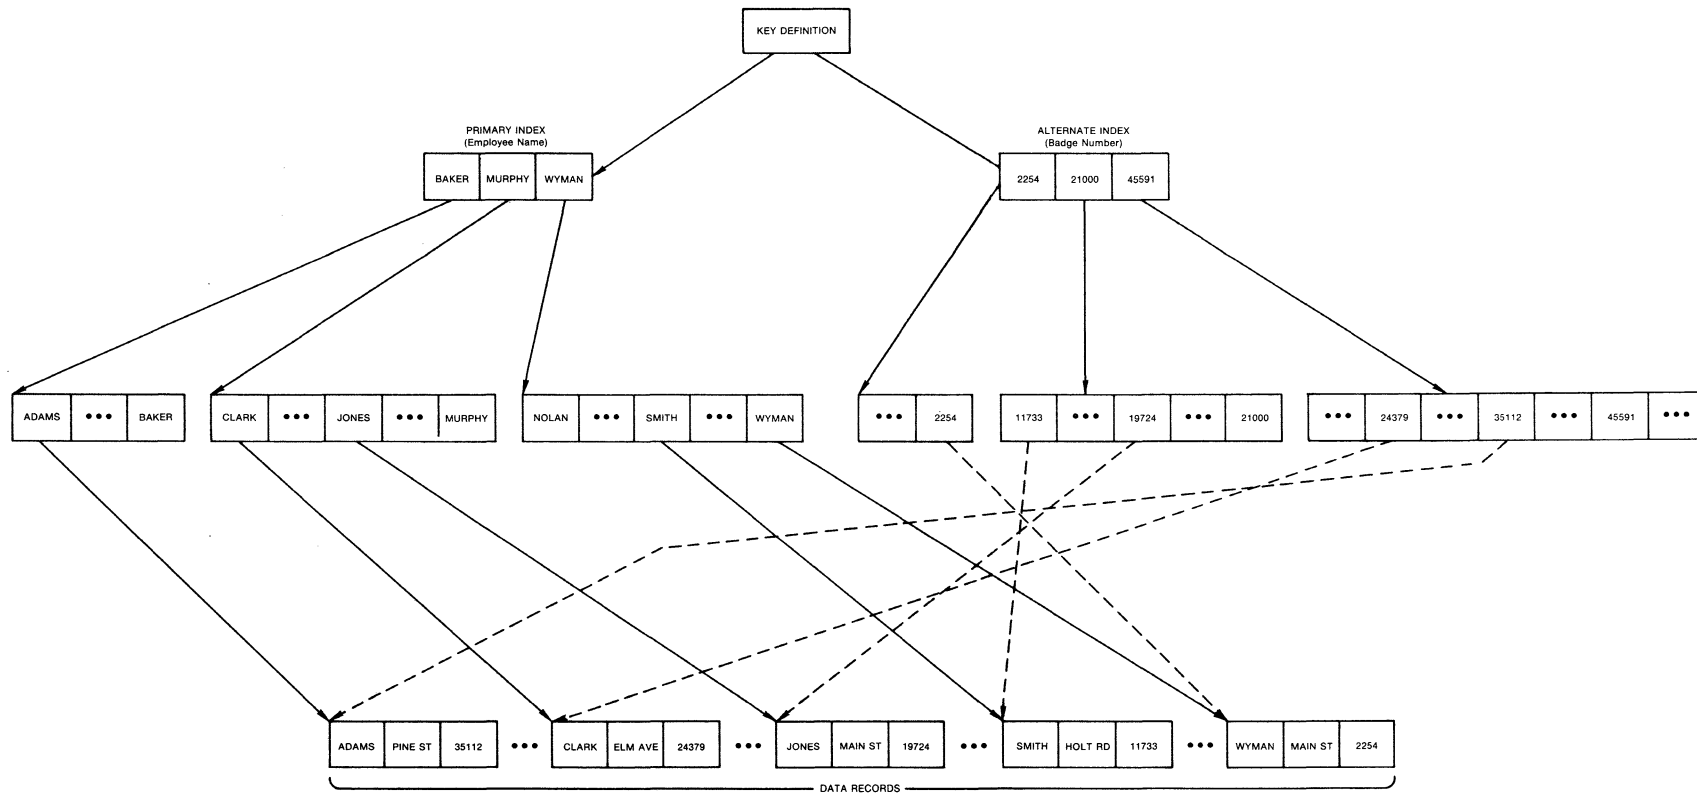 KEY DEFINITION
PRIMARY INDEX
(Employee Name)
ALTERNATE INDEX
(Badge Number)
BAKER MURPHY WYMAN
2254 21000 45591
ADAMS ••• BAKER
CLARK ••• JONES ••• MURPHY
NOLAN ••• SMITH ••• WYMAN
••• 2254
11733 ••• 19724 ••• 21000
••• 24379 ••• 35112 ••• 45591 •••
ADAMS PINE ST 35112 ••• CLARK ELM AVE 24379 ••• JONES MAIN ST 19724 ••• SMITH HOLT RD 11733 ••• WYMAN MAIN ST 2254
DATA RECORDS